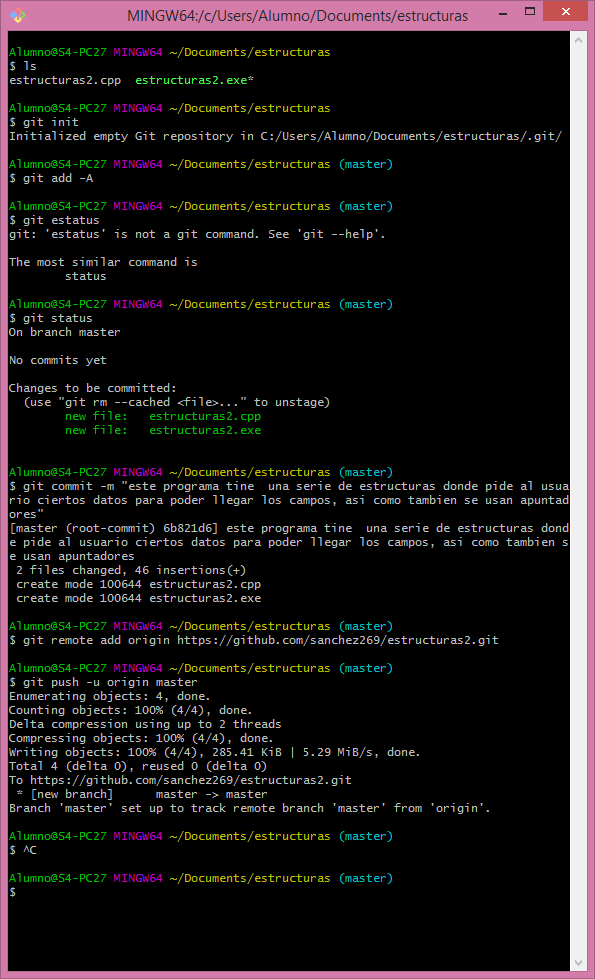 MINGW64:/c/Users/Alumno/Documents/estructuras
Alumno@S4-PC27 MINGW64 ~/Documents/estructuras
$ ls
estructuras2.cpp  estructuras2.exe*
Alumno@S4-PC27 MINGW64 ~/Documents/estructuras
$ git init
Initialized empty Git repository in C:/Users/Alumno/Documents/estructuras/.git/
Alumno@S4-PC27 MINGW64 ~/Documents/estructuras (master)
$ git add -A
Alumno@S4-PC27 MINGW64 ~/Documents/estructuras (master)
$ git estatus
git: 'estatus' is not a git command. See 'git --help'.
The most similar command is
        status
Alumno@S4-PC27 MINGW64 ~/Documents/estructuras (master)
$ git status
On branch master
No commits yet
Changes to be committed:
  (use "git rm --cached <file>..." to unstage)
        new file:   estructuras2.cpp
        new file:   estructuras2.exe
Alumno@S4-PC27 MINGW64 ~/Documents/estructuras (master)
$ git commit -m "este programa tine  una serie de estructuras donde pide al usua
rio ciertos datos para poder llegar los campos, asi como tambien se usan apuntad
ores"
[master (root-commit) 6b821d6] este programa tine  una serie de estructuras dond
e pide al usuario ciertos datos para poder llegar los campos, asi como tambien s
e usan apuntadores
 2 files changed, 46 insertions(+)
 create mode 100644 estructuras2.cpp
 create mode 100644 estructuras2.exe
Alumno@S4-PC27 MINGW64 ~/Documents/estructuras (master)
$ git remote add origin https://github.com/sanchez269/estructuras2.git
Alumno@S4-PC27 MINGW64 ~/Documents/estructuras (master)
$ git push -u origin master
Enumerating objects: 4, done.
Counting objects: 100% (4/4), done.
Delta compression using up to 2 threads
Compressing objects: 100% (4/4), done.
Writing objects: 100% (4/4), 285.41 KiB | 5.29 MiB/s, done.
Total 4 (delta 0), reused 0 (delta 0)
To https://github.com/sanchez269/estructuras2.git
 * [new branch]      master -> master
Branch 'master' set up to track remote branch 'master' from 'origin'.
Alumno@S4-PC27 MINGW64 ~/Documents/estructuras (master)
$ ^C
Alumno@S4-PC27 MINGW64 ~/Documents/estructuras (master)
$